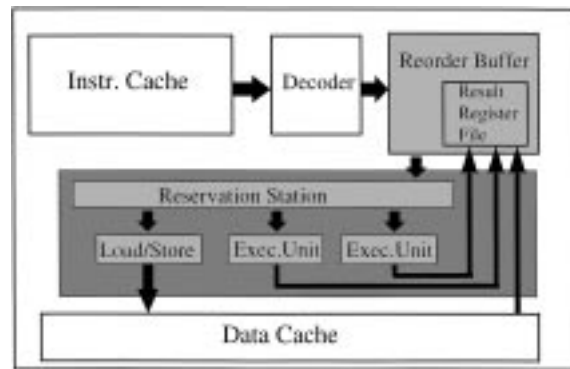 Instr. Cache
Decoder
Reorder Buffer
Result
Register
File
Reservation Station
Load/Store
Exec.Unit
Exec.Unit
Data Cache